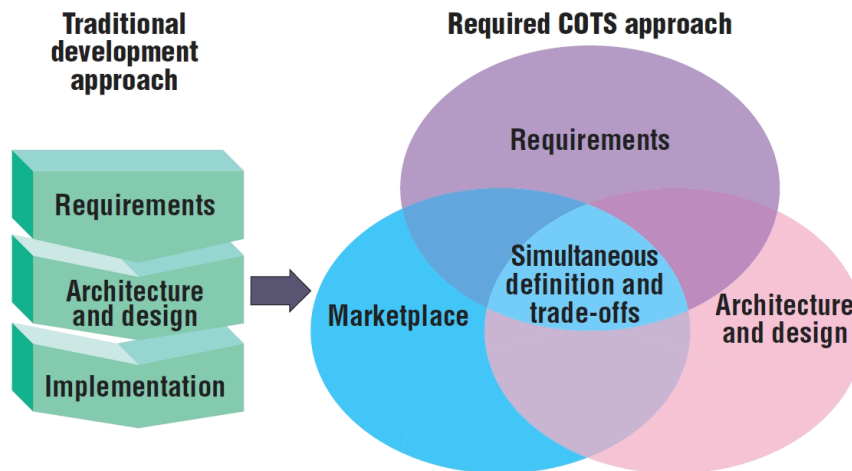 Traditional
development
approach
Requirements
Architecture
and design
Implementation
Required COTS approach
Requirements
Simultaneous
definition and
trade-offs
Marketplace
Architecture
and design